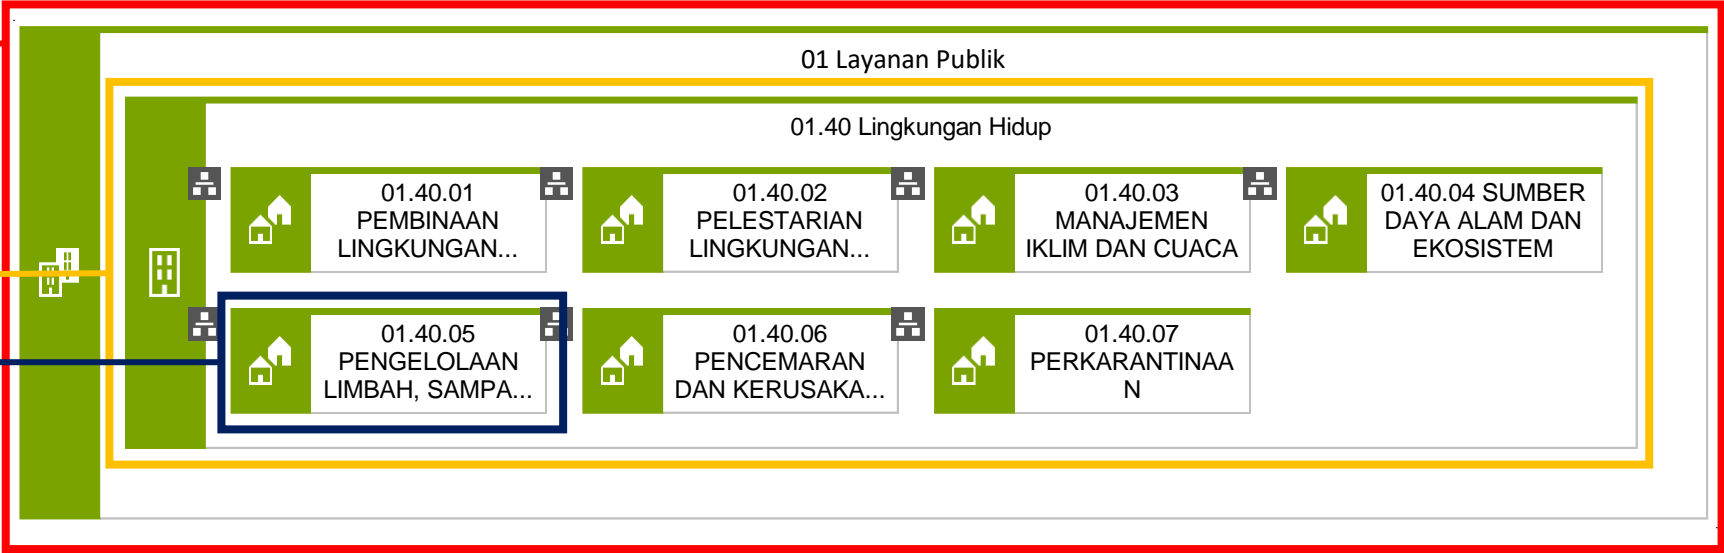 01 Layanan Publik
01.40 Lingkungan Hidup
01.40.01
PEMBINAAN
LINGKUNGAN...
01.40.02
PELESTARIAN
LINGKUNGAN...
01.40.03
MANAJEMEN
IKLIM DAN CUACA
01.40.04 SUMBER
DAYA ALAM DAN
EKOSISTEM
01.40.05
PENGELOLAAN
LIMBAH, SAMPA...
01.40.06
PENCEMARAN
DAN KERUSAKA...
01.40.07
PERKARANTINAA
N